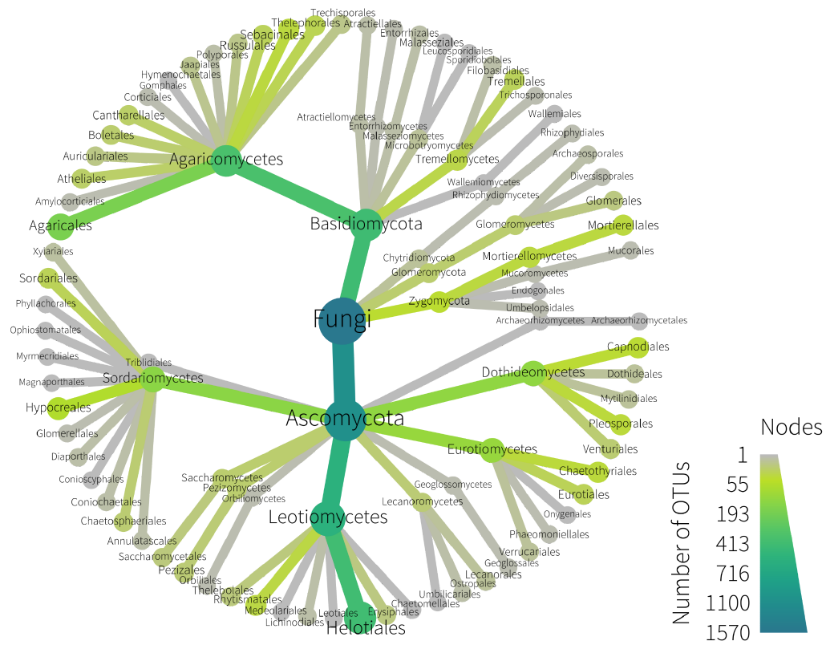 Trechisporales
Thelephorales
Atractiellales
Sebacinales
Entorrhizales
Russulales
Malasseziales
Polyporales
Leucosporidiales
Jaapiales
Sporidiobolales
Hymenochaetales
Filobasidiales
Gomphales
Tremellales
Corticiales
Trichosporonales
Cantharellales
Atractiellomycetes
Wallemiales
Entorrhizomycetes
Boletales
Malasseziomycetes
Rhizophydiales
Microbotryomycetes
Auriculariales
Agaricomycetes
Tremellomycetes
Archaeosporales
Atheliales
Diversisporales
Walleniomycetes
Rhizophydiomycetes
Amylocorticiales
Glomerales
Agaricales
Basidiomycota
Glomeromycetes
Mortierellales
Xylariales
Chytridiomycota
Mortierellomycetes
Mucorales
Glomeromycota
Mucoromycetes
Sordariales
Endogonales
Phyllachorales
Zygomycota
Umbelopsidales
Fungi
Archaeorhizomycetes
Archaeorhizomycetales
Ophiostomatales
Capnodiales
Myrmecridiales
Triblidiales
Sordariomycetes
Dothideomycetes
Dothideales
Magnaporthales
Mytilinidiales
Hypocreales
Ascomycota
Pleosporales
Glomerellales
Eurotiomycetes
Venturiales
Diaporthales
Chaetothyriales
Conioscyphales
Saccharomycetes
Geoglossomycetes
Pezizomycetes
Orbiliomycetes
Lecanoromycetes
Eurotiales
Coniochaetales
Onygenales
Chaetosphaeriales
Leotiomycetes
Phaeomoniellales
Annulatascales
Verrucariales
Saccharomycetales
Geoglossales
Pezizales
Lecanorales
Orbiliales
Ostropales
Thelebolales
Umbilicariales
Rhytismatales
Chaetomellales
Medeolariales
Leotiales
Erysiphales
Lichinodiales
Helotiales
Nodes
Number of OTUs
1
55
193
413
716
1100
1570